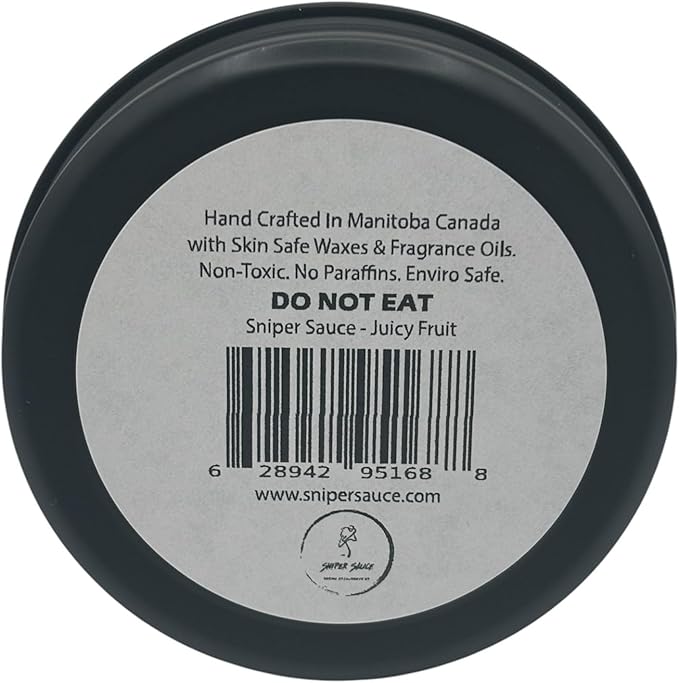 Hand Crafted In Manitoba Canada
with Skin Safe Waxes & Fragrance Oils.
Non-Toxic. No Paraffins. Enviro Safe.
DO NOT EAT
Sniper Sauce - Juicy Fruit
6 28942 95168 8
www.snipersauce.com
SNIPER SAUCE